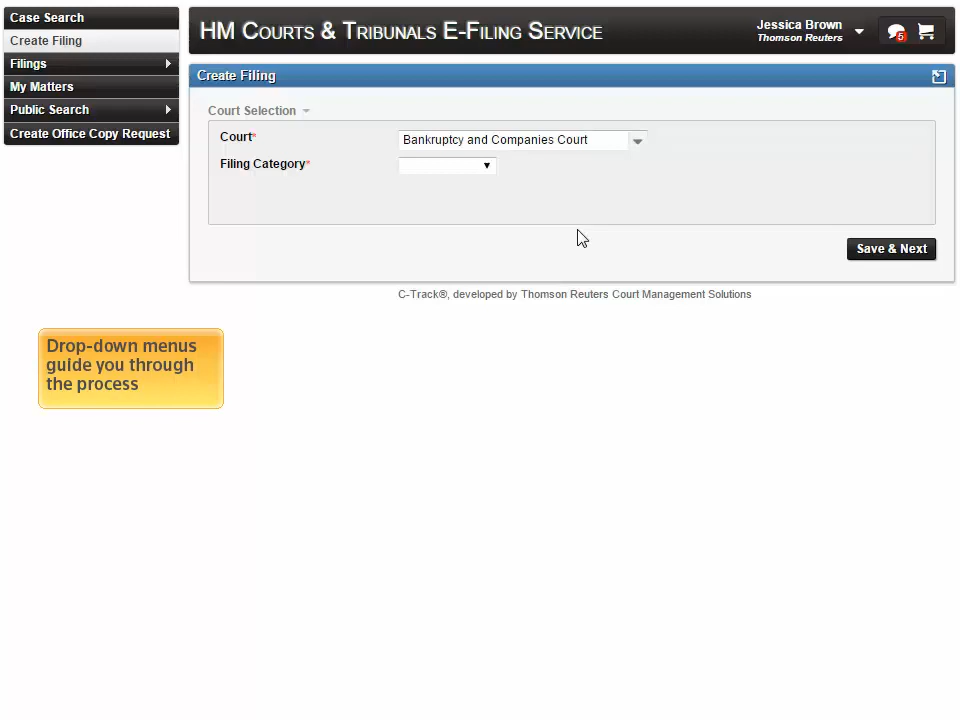 Case Search
Create Filing
Filings
My Matters
Public Search
Create Office Copy Request
HM Courts & Tribunals E-Filing Service
Jessica Brown
Thomson Reuters
5
Create Filing
Court Selection
Court* Bankruptcy and Companies Court
Filing Category*
Save & Next
C-Track®, developed by Thomson Reuters Court Management Solutions
Drop-down menus
guide you through
the process